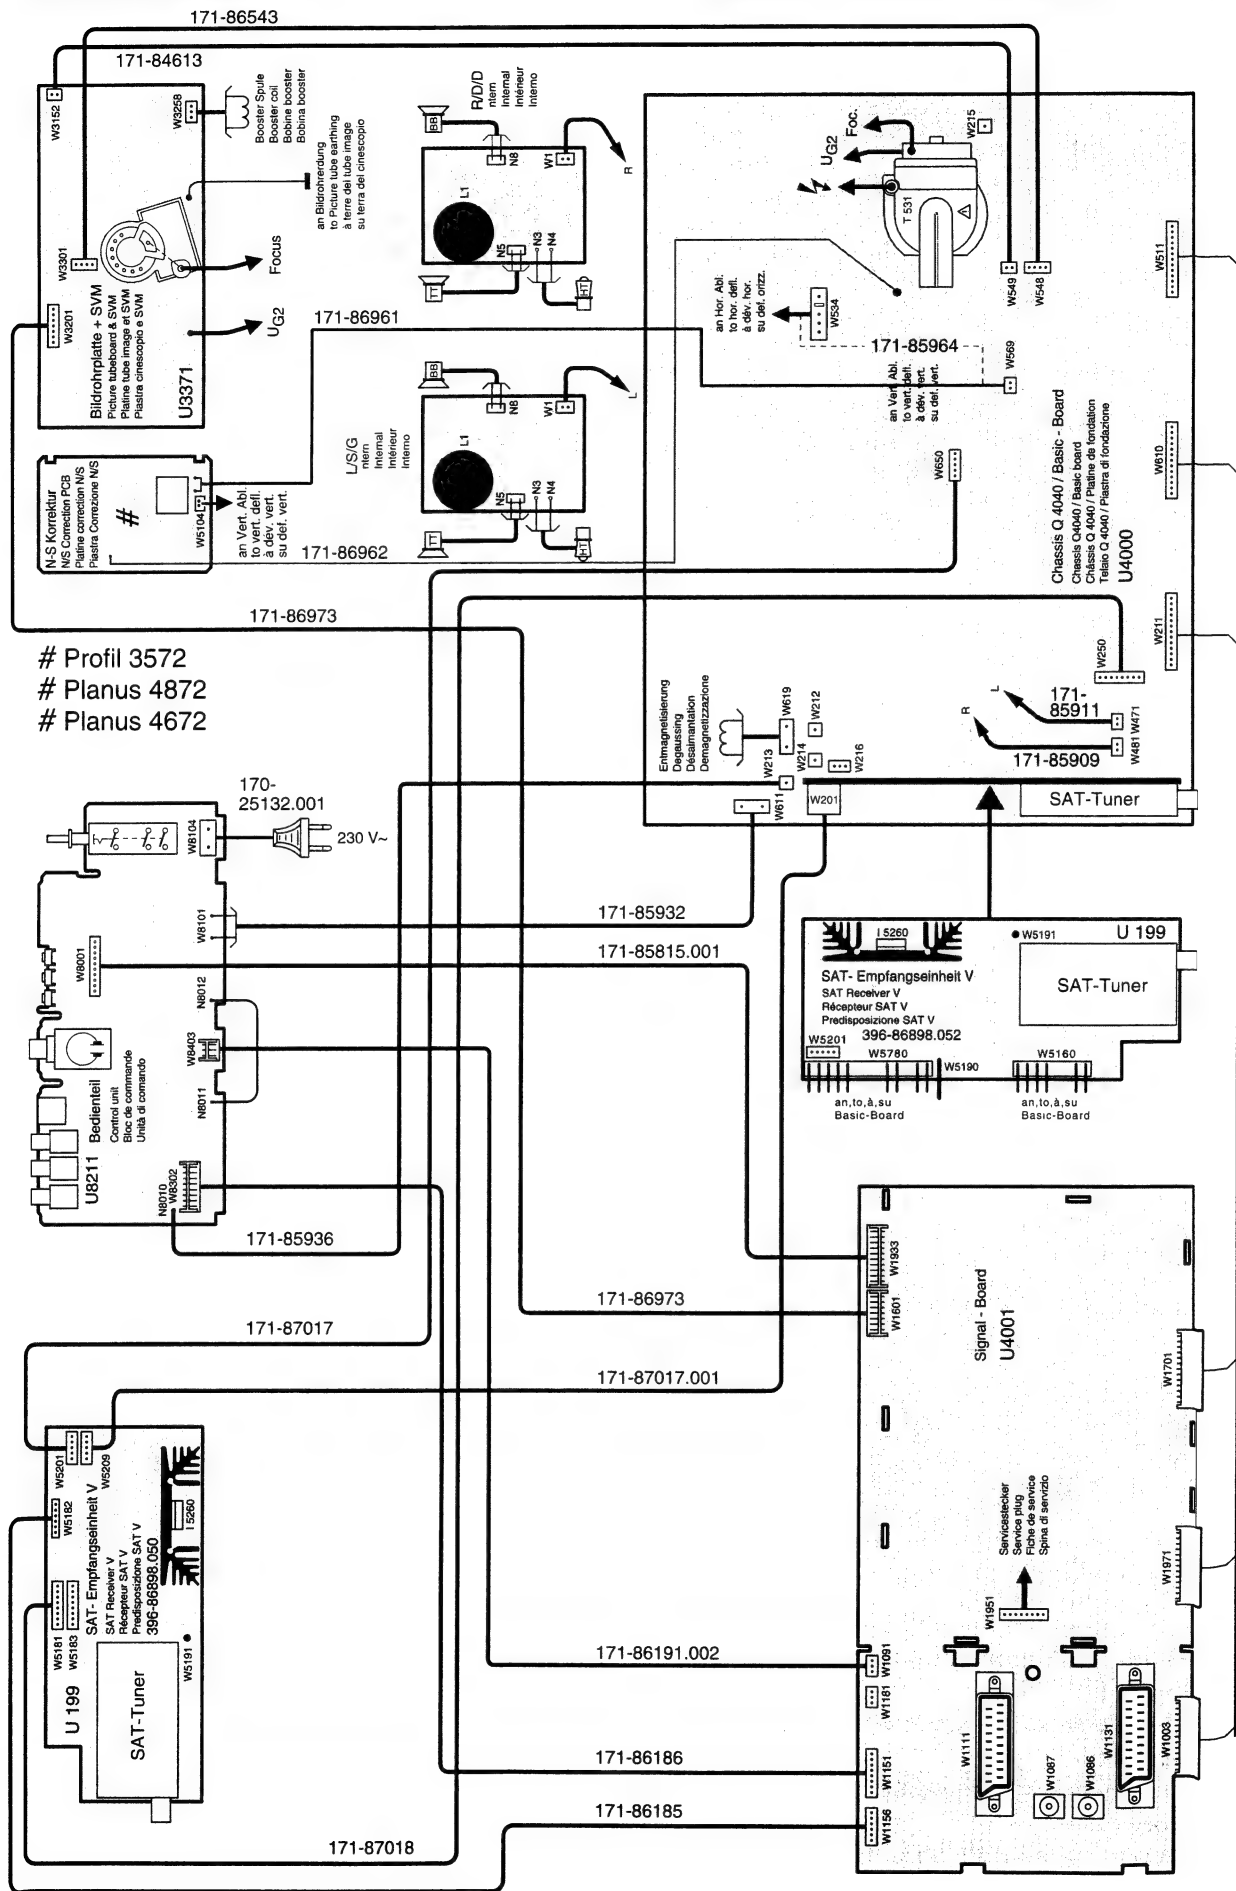 171-86543
171-84613
W3152
W3258
Booster Spule
Booster coil
Bobine booster
Bobina booster
W3301
W3201
Bildrohrplatte + SVM
Picture tubeboard & SVM
Platine tube image et SVM
Piastra cinescopio e SVM
U3371
an Bildrohrerdung
to Picture tube earthing
à terre del tube image
su terra del cinescopio
Focus
UG2
R/D/D
ntern
Internal
Intérieur
Interno
BB
N8
W1
R
L1
N5
N3
N4
TT
HT
171-86961
L/S/G
ntern
Internal
Intérieur
Interno
BB
N8
W1
L
L1
N5
N3
N4
TT
HT
N-S Korrektur
N/S Correction PCB
Platine correction N/S
Piastra Correzione N/S
#
W5104
an Vert. Abl.
to vert. defl.
à dév. vert.
su def. vert.
171-86962
171-86973
# Profil 3572
# Planus 4872
# Planus 4672
UG2
Foc.
W215
T 531
W549
W548
W511
an Hor. Abl.
to hor. defl.
à dév. hor.
su def. orizz.
W534
171-85964
W569
an Vert. Abl.
to vert. defl.
à dév. vert.
su def. vert.
W650
Chassis Q 4040 / Basic - Board
Chassis Q4040 / Basic board
Châssis Q 4040 / Platine de fondation
Telaio Q 4040 / Piastra di fondazione
U4000
W610
W211
W250
L
171-
85911
R
W471
W481
171-85909
Entmagnetisierung
Degaussing
Désaimantation
Demagnetizzazione
W619
W212
W213
W214
W216
W611
W201
SAT-Tuner
170-
25132.001
230 V~
W8104
W8101
W8001
N8012
W8403
N8011
U8211 Bedienteil
Control unit
Bloc de commande
Unità di comando
N8010
W8302
171-85932
171-85815.001
171-85936
I 5260
W5191
U 199
SAT- Empfangseinheit V
SAT Receiver V
Récepteur SAT V
Predisposizione SAT V
396-86898.052
SAT-Tuner
W5201
W5780
W5190
W5160
an,to,à,su
Basic-Board
an,to,à,su
Basic-Board
171-86973
171-87017
171-87017.001
W1933
W1601
Signal - Board
U4001
W1701
W5201
W5209
W5182
W5181
W5183
SAT- Empfangseinheit V
SAT Receiver V
Récepteur SAT V
Predisposizione SAT V
396-86898.050
I 5260
W5191
U 199
SAT-Tuner
Servicestecker
Service plug
Fiche de service
Spina di servizio
W1951
W1971
171-86191.002
W1091
W1181
171-86186
W1151
171-86185
W1156
171-87018
W1111
W1131
W1087
W1086
W1003